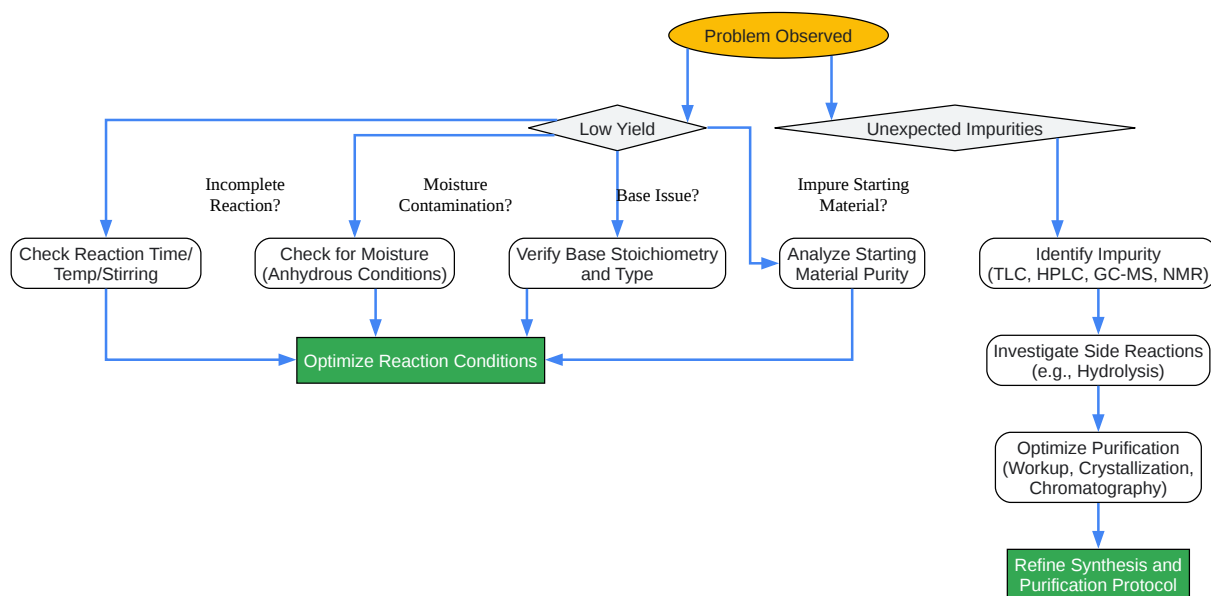 Problem Observed
Low Yield
Unexpected Impurities
Incomplete
Reaction?
Moisture
Contamination?
Base Issue?
Impure Starting
Material?
Check Reaction Time/
Temp/Stirring
Check for Moisture
(Anhydrous Conditions)
Verify Base Stoichiometry
and Type
Analyze Starting
Material Purity
Identify Impurity
(TLC, HPLC, GC-MS, NMR)
Optimize Reaction Conditions
Investigate Side Reactions
(e.g., Hydrolysis)
Optimize Purification
(Workup, Crystallization,
Chromatography)
Refine Synthesis and
Purification Protocol